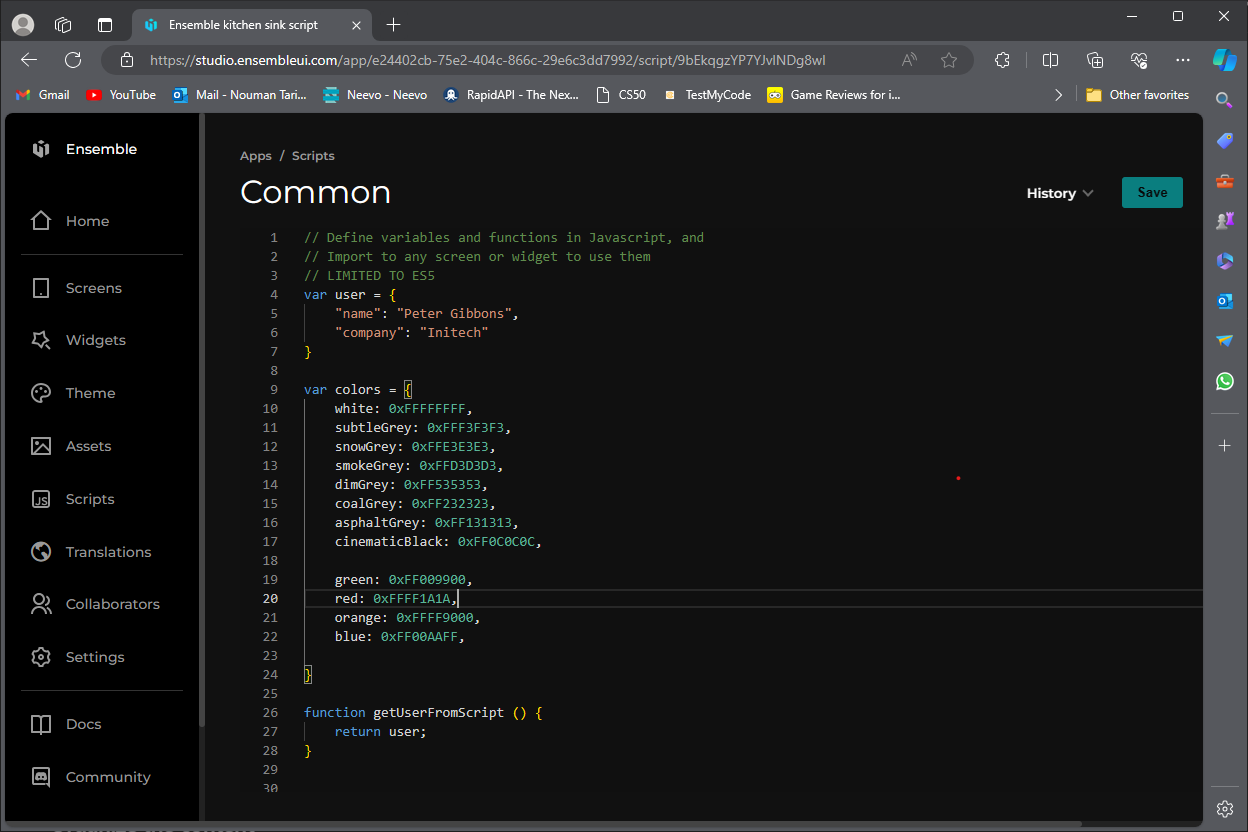 Ensemble kitchen sink script
https://studio.ensembleui.com/app/e24402cb-75e2-404c-866c-29e6c3dd7992/script/9bEkqgzYP7YJvINDg8wI
Gmail
YouTube
Mail - Nouman Tari...
Neevo - Neevo
RapidAPI - The Nex...
CS50
TestMyCode
Game Reviews for i...
Other favorites
Ensemble
Home
Screens
Widgets
Theme
Assets
Scripts
Translations
Collaborators
Settings
Docs
Community
Apps / Scripts
Common
History
Save
1 // Define variables and functions in Javascript, and
2 // Import to any screen or widget to use them
3 // LIMITED TO ES5
4 var user = {
5 "name": "Peter Gibbons",
6 "company": "Initech"
7 }
8
9 var colors = {
10 white: 0xFFFFFFFF,
11 subtleGrey: 0xFFF3F3F3,
12 snowGrey: 0xFFE3E3E3,
13 smokeGrey: 0xFFD3D3D3,
14 dimGrey: 0xFF535353,
15 coalGrey: 0xFF232323,
16 asphaltGrey: 0xFF131313,
17 cinematicBlack: 0xFF0C0C0C,
18
19 green: 0xFF009900,
20 red: 0xFFFF1A1A,
21 orange: 0xFFFF9000,
22 blue: 0xFF00AAFF,
23
24 }
25
26 function getUserFromScript () {
27 return user;
28 }
29
30